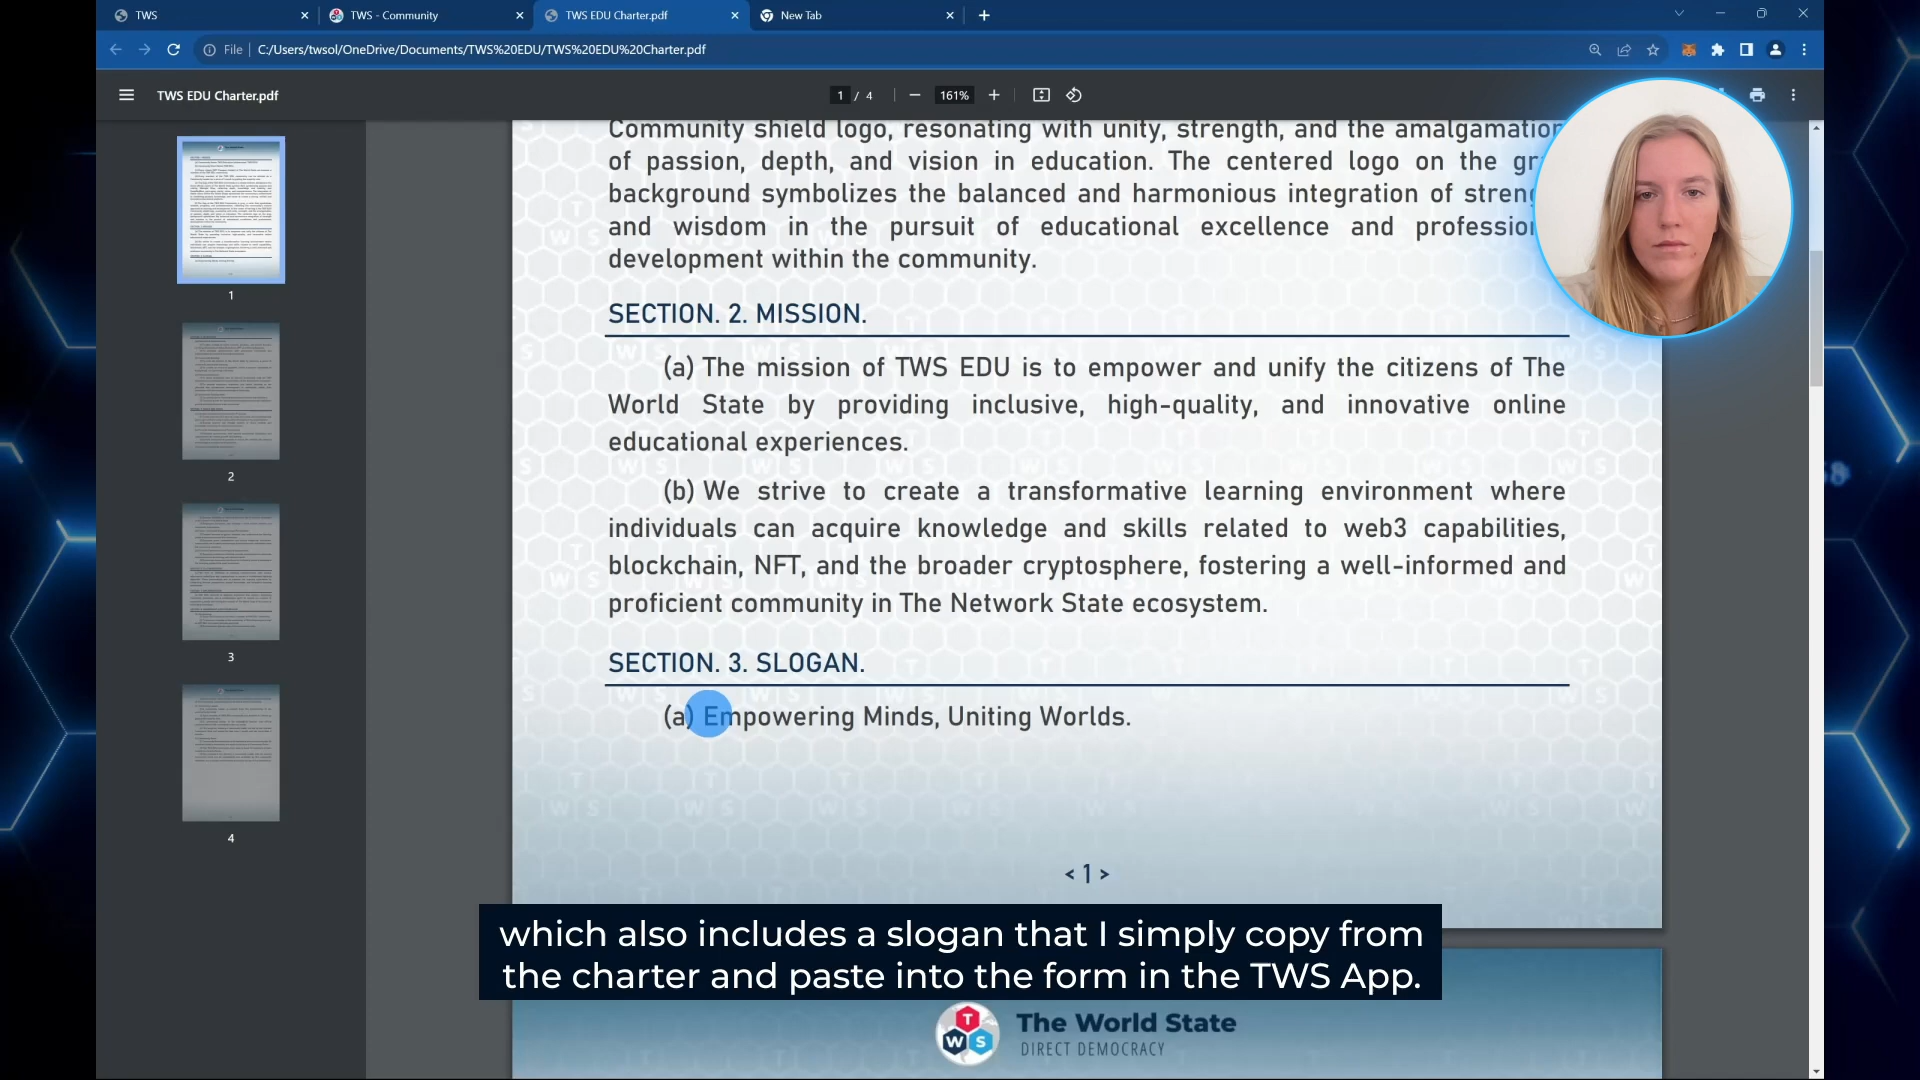 TWS
TWS - Community
TWS EDU Charter.pdf
New Tab
File
C:/Users/twsol/OneDrive/Documents/TWS%20EDU/TWS%20EDU%20Charter.pdf
TWS EDU Charter.pdf
1 / 4
161%
Community shield logo, resonating with unity, strength, and the amalgamation
of passion, depth, and vision in education. The centered logo on the
background symbolizes the balanced and harmonious integration of
and wisdom in the pursuit of educational excellence and
development within the community.
SECTION. 2. MISSION.
(a) The mission of TWS EDU is to empower and unify the citizens of The
World State by providing inclusive, high-quality, and innovative online
educational experiences.
(b) We strive to create a transformative learning environment where
individuals can acquire knowledge and skills related to web3 capabilities,
blockchain, NFT, and the broader cryptosphere, fostering a well-informed and
proficient community in The Network State ecosystem.
SECTION. 3. SLOGAN.
(a) Empowering Minds, Uniting Worlds.
< 1 >
which also includes a slogan that I simply copy from
the charter and paste into the form in the TWS App.
T
W S
The World State
DIRECT DEMOCRACY
1
2
3
4